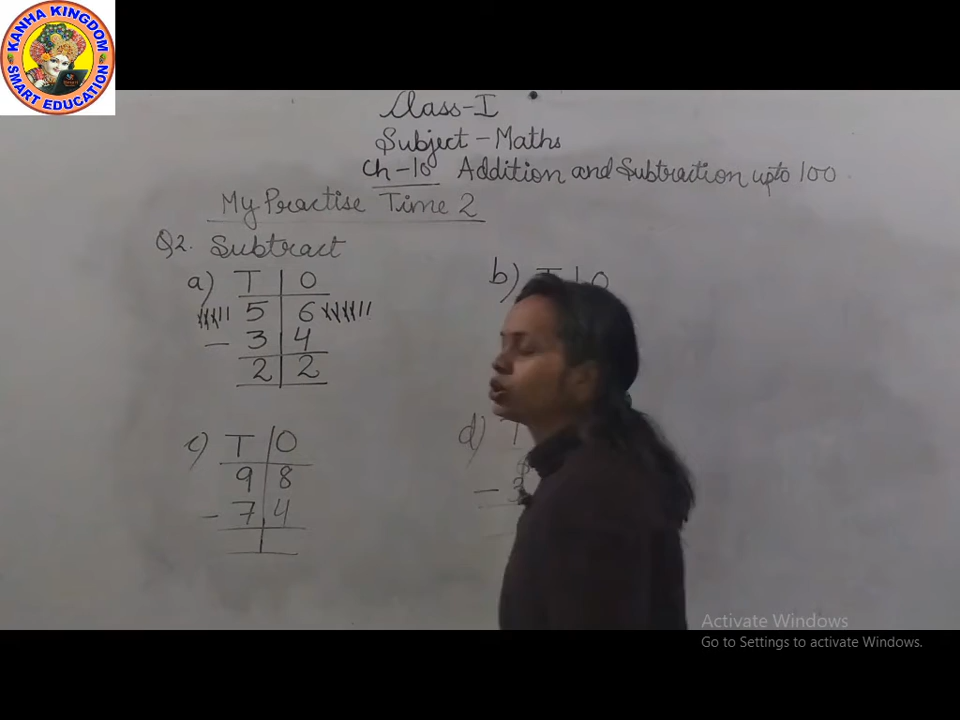 KANHA KINGDOM
SMART EDUCATION
Class-I
Subject - Maths
Ch-10 Addition and Subtraction upto 100
My Practise Time 2
Q2. Subtract
a) T | O
5 | 6
- 3 | 4
2 | 2
b) T | O
c) T | O
9 | 8
- 7 | 4
d) T
- 3
Activate Windows
Go to Settings to activate Windows.